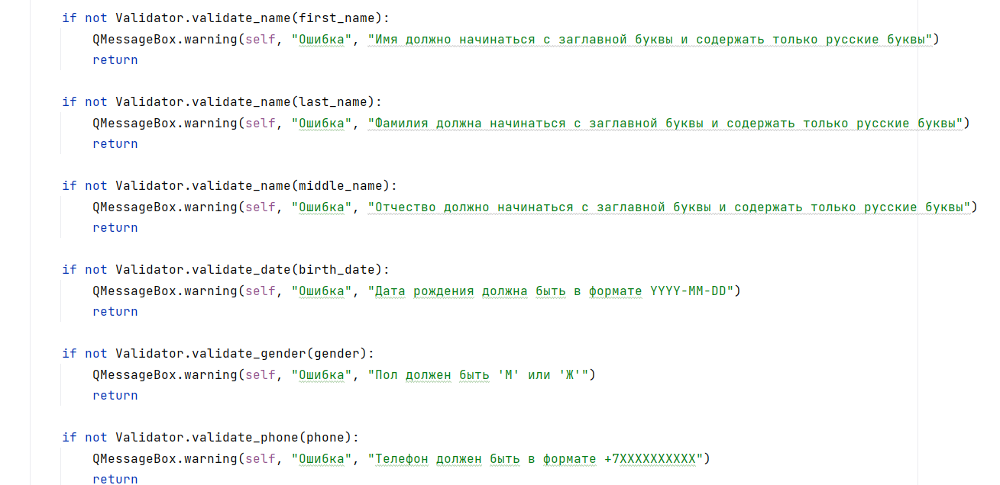 if not Validator.validate_name(first_name):
    QMessageBox.warning(self, "Ошибка", "Имя должно начинаться с заглавной буквы и содержать только русские буквы")
    return
if not Validator.validate_name(last_name):
    QMessageBox.warning(self, "Ошибка", "Фамилия должна начинаться с заглавной буквы и содержать только русские буквы")
    return
if not Validator.validate_name(middle_name):
    QMessageBox.warning(self, "Ошибка", "Отчество должно начинаться с заглавной буквы и содержать только русские буквы")
    return
if not Validator.validate_date(birth_date):
    QMessageBox.warning(self, "Ошибка", "Дата рождения должна быть в формате YYYY-MM-DD")
    return
if not Validator.validate_gender(gender):
    QMessageBox.warning(self, "Ошибка", "Пол должен быть 'М' или 'Ж'")
    return
if not Validator.validate_phone(phone):
    QMessageBox.warning(self, "Ошибка", "Телефон должен быть в формате +7XXXXXXXXXX")
    return